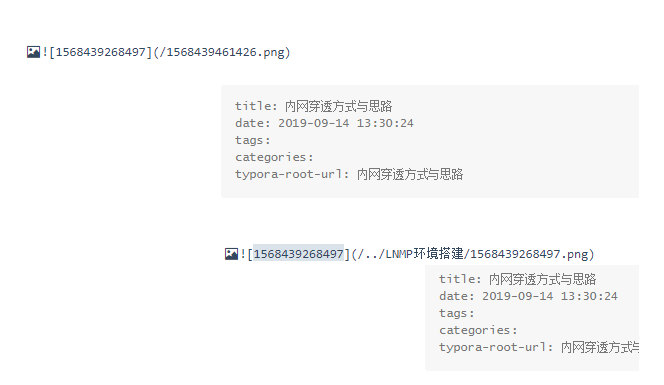 ![1568439268497](/1568439461426.png)
title: 内网穿透方式与思路
date: 2019-09-14 13:30:24
tags:
categories:
typora-root-url: 内网穿透方式与思路
![1568439268497](/../LNMP环境搭建/1568439268497.png)
title: 内网穿透方式与思路
date: 2019-09-14 13:30:24
tags:
categories:
typora-root-url: 内网穿透方式与